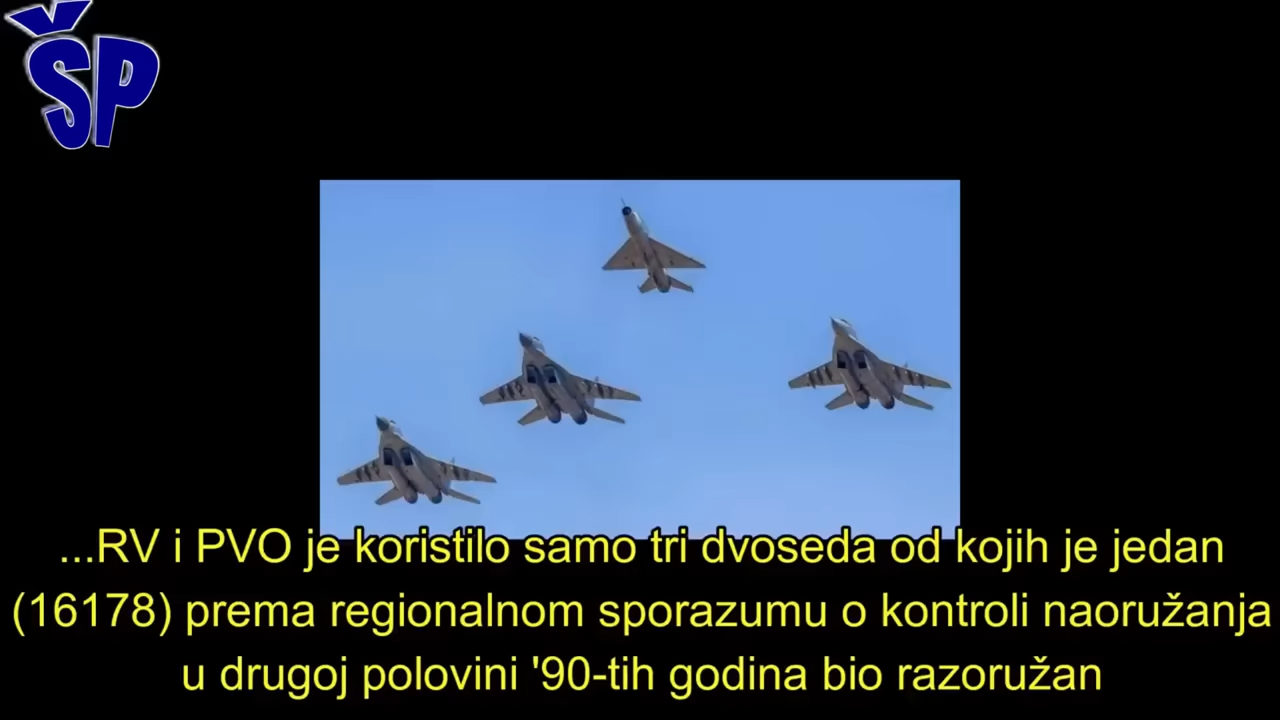 ŠP
...RV i PVO je koristilo samo tri dvoseda od kojih je jedan
(16178) prema regionalnom sporazumu o kontroli naoružanja
u drugoj polovini '90-tih godina bio razoružan